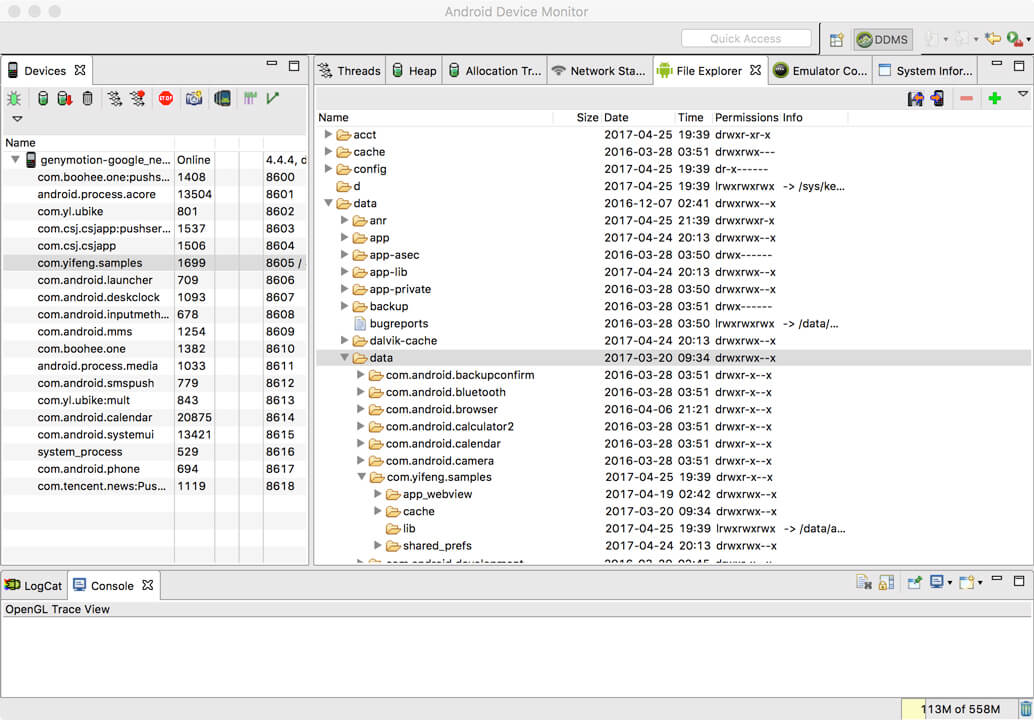 Android Device Monitor
Quick Access
DDMS
Devices
Threads Heap Allocation Tr... Network Sta... File Explorer Emulator Co... System Infor...
STOP
Name
genymotion-google_ne... Online 4.4.4, d
com.boohee.one:pushs... 1408 8600
android.process.acore 13504 8601
com.yl.ubike 801 8602
com.csj.csjapp:pushser... 1537 8603
com.csj.csjapp 1506 8604
com.yifeng.samples 1699 8605 /
com.android.launcher 709 8606
com.android.deskclock 1093 8607
com.android.inputmeth... 678 8608
com.android.mms 1254 8609
com.boohee.one 1382 8610
android.process.media 1033 8611
com.android.smspush 779 8612
com.yl.ubike:mult 843 8613
com.android.calendar 20875 8614
com.android.systemui 13421 8615
system_process 529 8616
com.android.phone 694 8617
com.tencent.news:Pus... 1119 8618
Name Size Date Time Permissions Info
acct 2017-04-25 19:39 drwxr-xr-x
cache 2016-03-28 03:51 drwxrwx---
config 2017-04-25 19:39 dr-x------
d 2017-04-25 19:39 lrwxrwxrwx -> /sys/ke...
data 2016-12-07 02:41 drwxrwx--x
anr 2017-04-25 21:39 drwxrwxr-x
app 2017-04-24 20:13 drwxrwx--x
app-asec 2016-03-28 03:50 drwx------
app-lib 2017-04-24 20:13 drwxrwx--x
app-private 2016-03-28 03:50 drwxrwx--x
backup 2016-03-28 03:51 drwx------
bugreports 2016-03-28 03:50 lrwxrwxrwx -> /data/...
dalvik-cache 2017-04-24 20:13 drwxrwx--x
data 2017-03-20 09:34 drwxrwx--x
com.android.backupconfirm 2016-03-28 03:51 drwxr-x--x
com.android.bluetooth 2016-03-28 03:51 drwxr-x--x
com.android.browser 2016-04-06 21:21 drwxr-x--x
com.android.calculator2 2016-03-28 03:51 drwxr-x--x
com.android.calendar 2016-03-28 03:51 drwxr-x--x
com.android.camera 2016-03-28 03:51 drwxr-x--x
com.yifeng.samples 2017-04-25 19:39 drwxr-x--x
app_webview 2017-04-19 02:42 drwxrwx--x
cache 2017-03-20 09:34 drwxrwx--x
lib 2017-04-25 19:39 lrwxrwxrwx -> /data/a...
shared_prefs 2017-04-24 20:13 drwxrwx--x
LogCat Console
OpenGL Trace View
113M of 558M